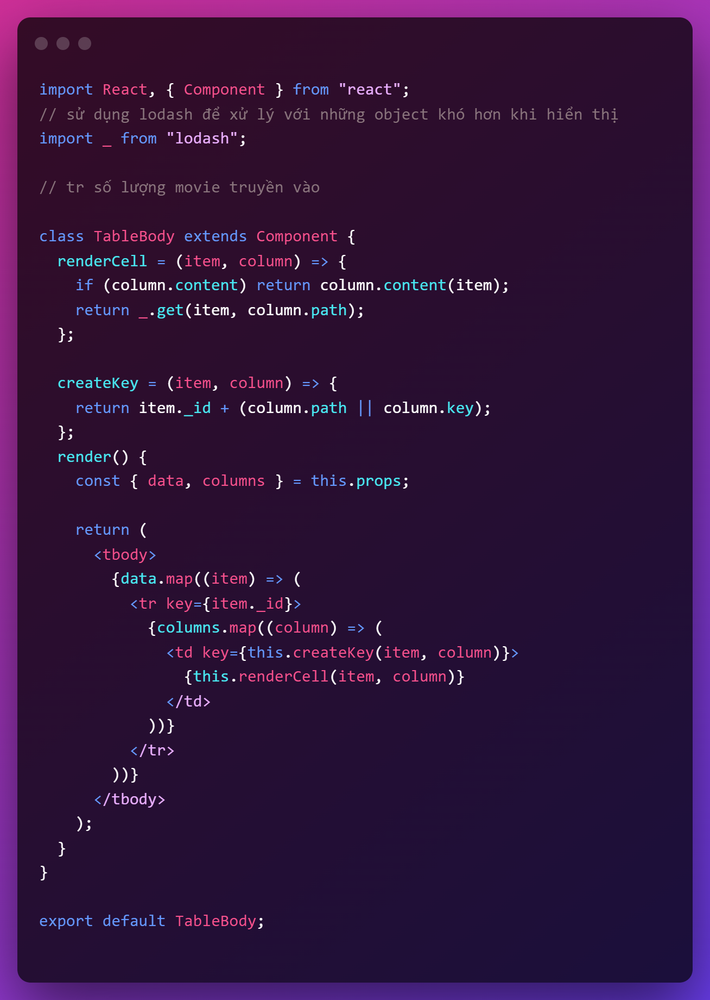 import React, { Component } from "react";
// sử dụng lodash để xử lý với những object khó hơn khi hiển thị
import _ from "lodash";

// tr số lượng movie truyền vào

class TableBody extends Component {
  renderCell = (item, column) => {
    if (column.content) return column.content(item);
    return _.get(item, column.path);
  };

  createKey = (item, column) => {
    return item._id + (column.path || column.key);
  };
  render() {
    const { data, columns } = this.props;

    return (
      <tbody>
        {data.map((item) => (
          <tr key={item._id}>
            {columns.map((column) => (
              <td key={this.createKey(item, column)}>
                {this.renderCell(item, column)}
              </td>
            ))}
          </tr>
        ))}
      </tbody>
    );
  }
}

export default TableBody;